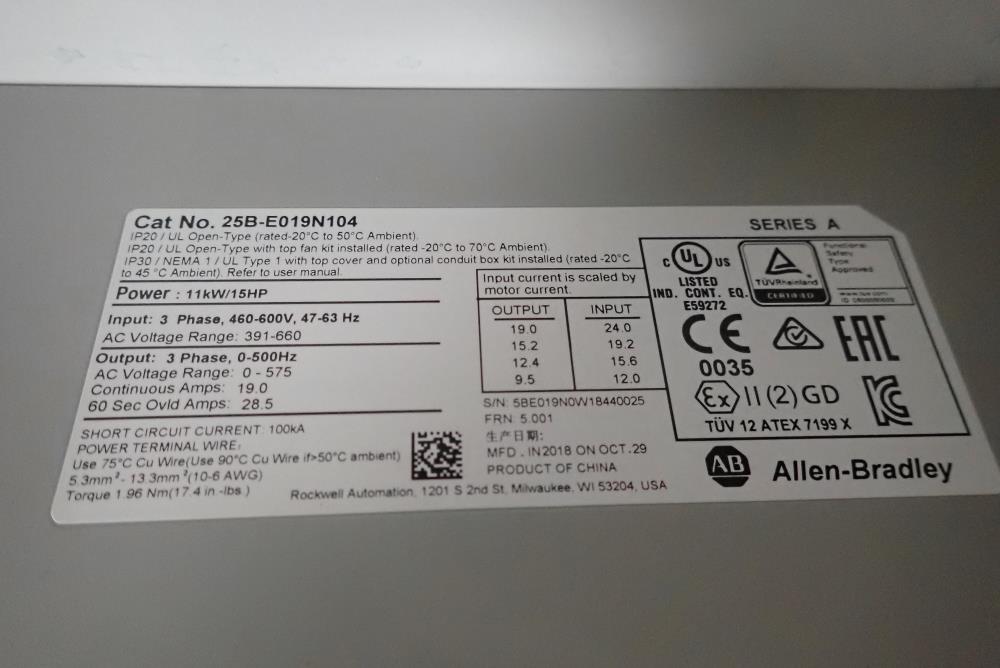 Cat No. 25B-E019N104
SERIES A
IP20 / UL Open-Type (rated-20°C to 50°C Ambient).
IP20 / UL Open-Type with top fan kit installed (rated -20°C to 70°C Ambient).
IP30 / NEMA 1 / UL Type 1 with top cover and optional conduit box kit installed (rated -20°C
to 45 °C Ambient). Refer to user manual.
Power : 11kW/15HP
Input: 3 Phase, 460-600V, 47-63 Hz
AC Voltage Range: 391-660
Output: 3 Phase, 0-500Hz
AC Voltage Range: 0 - 575
Continuous Amps: 19.0
60 Sec Ovld Amps: 28.5
SHORT CIRCUIT CURRENT: 100kA
POWER TERMINAL WIRE:
Use 75°C Cu Wire(Use 90°C Cu Wire if>50°C ambient)
5.3mm²- 13.3mm²(10-6 AWG)
Torque 1.96 Nm(17.4 in -lbs )
Input current is scaled by
motor current.
OUTPUT INPUT
19.0 24.0
15.2 19.2
12.4 15.6
9.5 12.0
S/N: 5BE019N0W18440025
FRN: 5.001
生产日期:
MFD . IN2018 ON OCT.29
PRODUCT OF CHINA
Rockwell Automation, 1201 S 2nd St, Milwaukee, WI 53204, USA
C UL US
LISTED
IND. CONT. EQ.
E59272
TÜVRheinland
CERTIFIED
Functional
Safety
Type
Approved
CE
0035
EAC
Ex II (2) GD
TÜV 12 ATEX 7199 X
AB Allen-Bradley